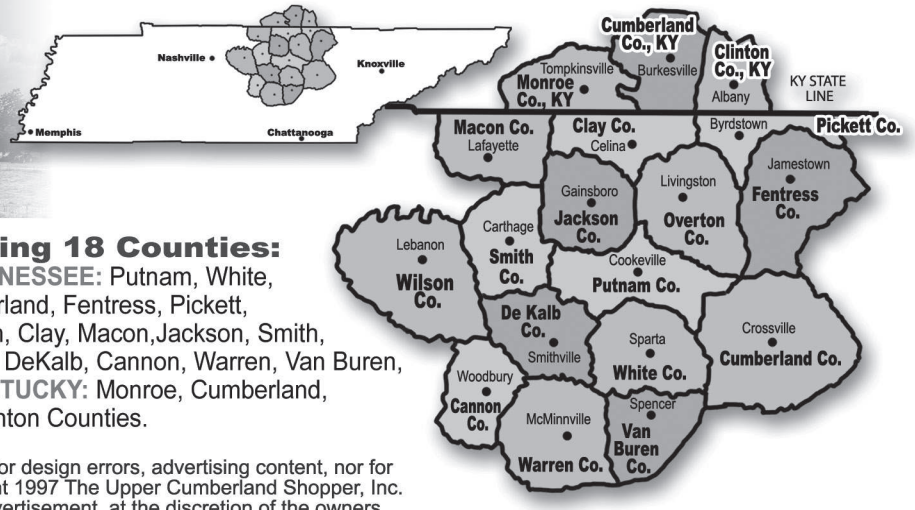 Nashville
Knoxville
Memphis
Chattanooga
Cumberland
Co., KY
Burkesville
Clinton
Co., KY
Albany
Tompkinsville
Monroe
Co., KY
KY STATE
LINE
Macon Co.
Lafayette
Clay Co.
Celina
Byrdstown
Pickett Co.
Jamestown
Fentress
Co.
Gainsboro
Jackson
Co.
Livingston
Overton
Co.
Lebanon
Wilson
Co.
Carthage
Smith
Co.
Cookeville
Putnam Co.
De Kalb
Co.
Smithville
Sparta
White Co.
Crossville
Cumberland Co.
Woodbury
Cannon
Co.
McMinnville
Warren Co.
Spencer
Van
Buren
Co.
ing 18 Counties:
NESSEE: Putnam, White,
rland, Fentress, Pickett,
n, Clay, Macon,Jackson, Smith,
DeKalb, Cannon, Warren, Van Buren,
TUCKY: Monroe, Cumberland,
nton Counties.
or design errors, advertising content, nor for
t 1997 The Upper Cumberland Shopper, Inc.
vertisement, at the discretion of the owners